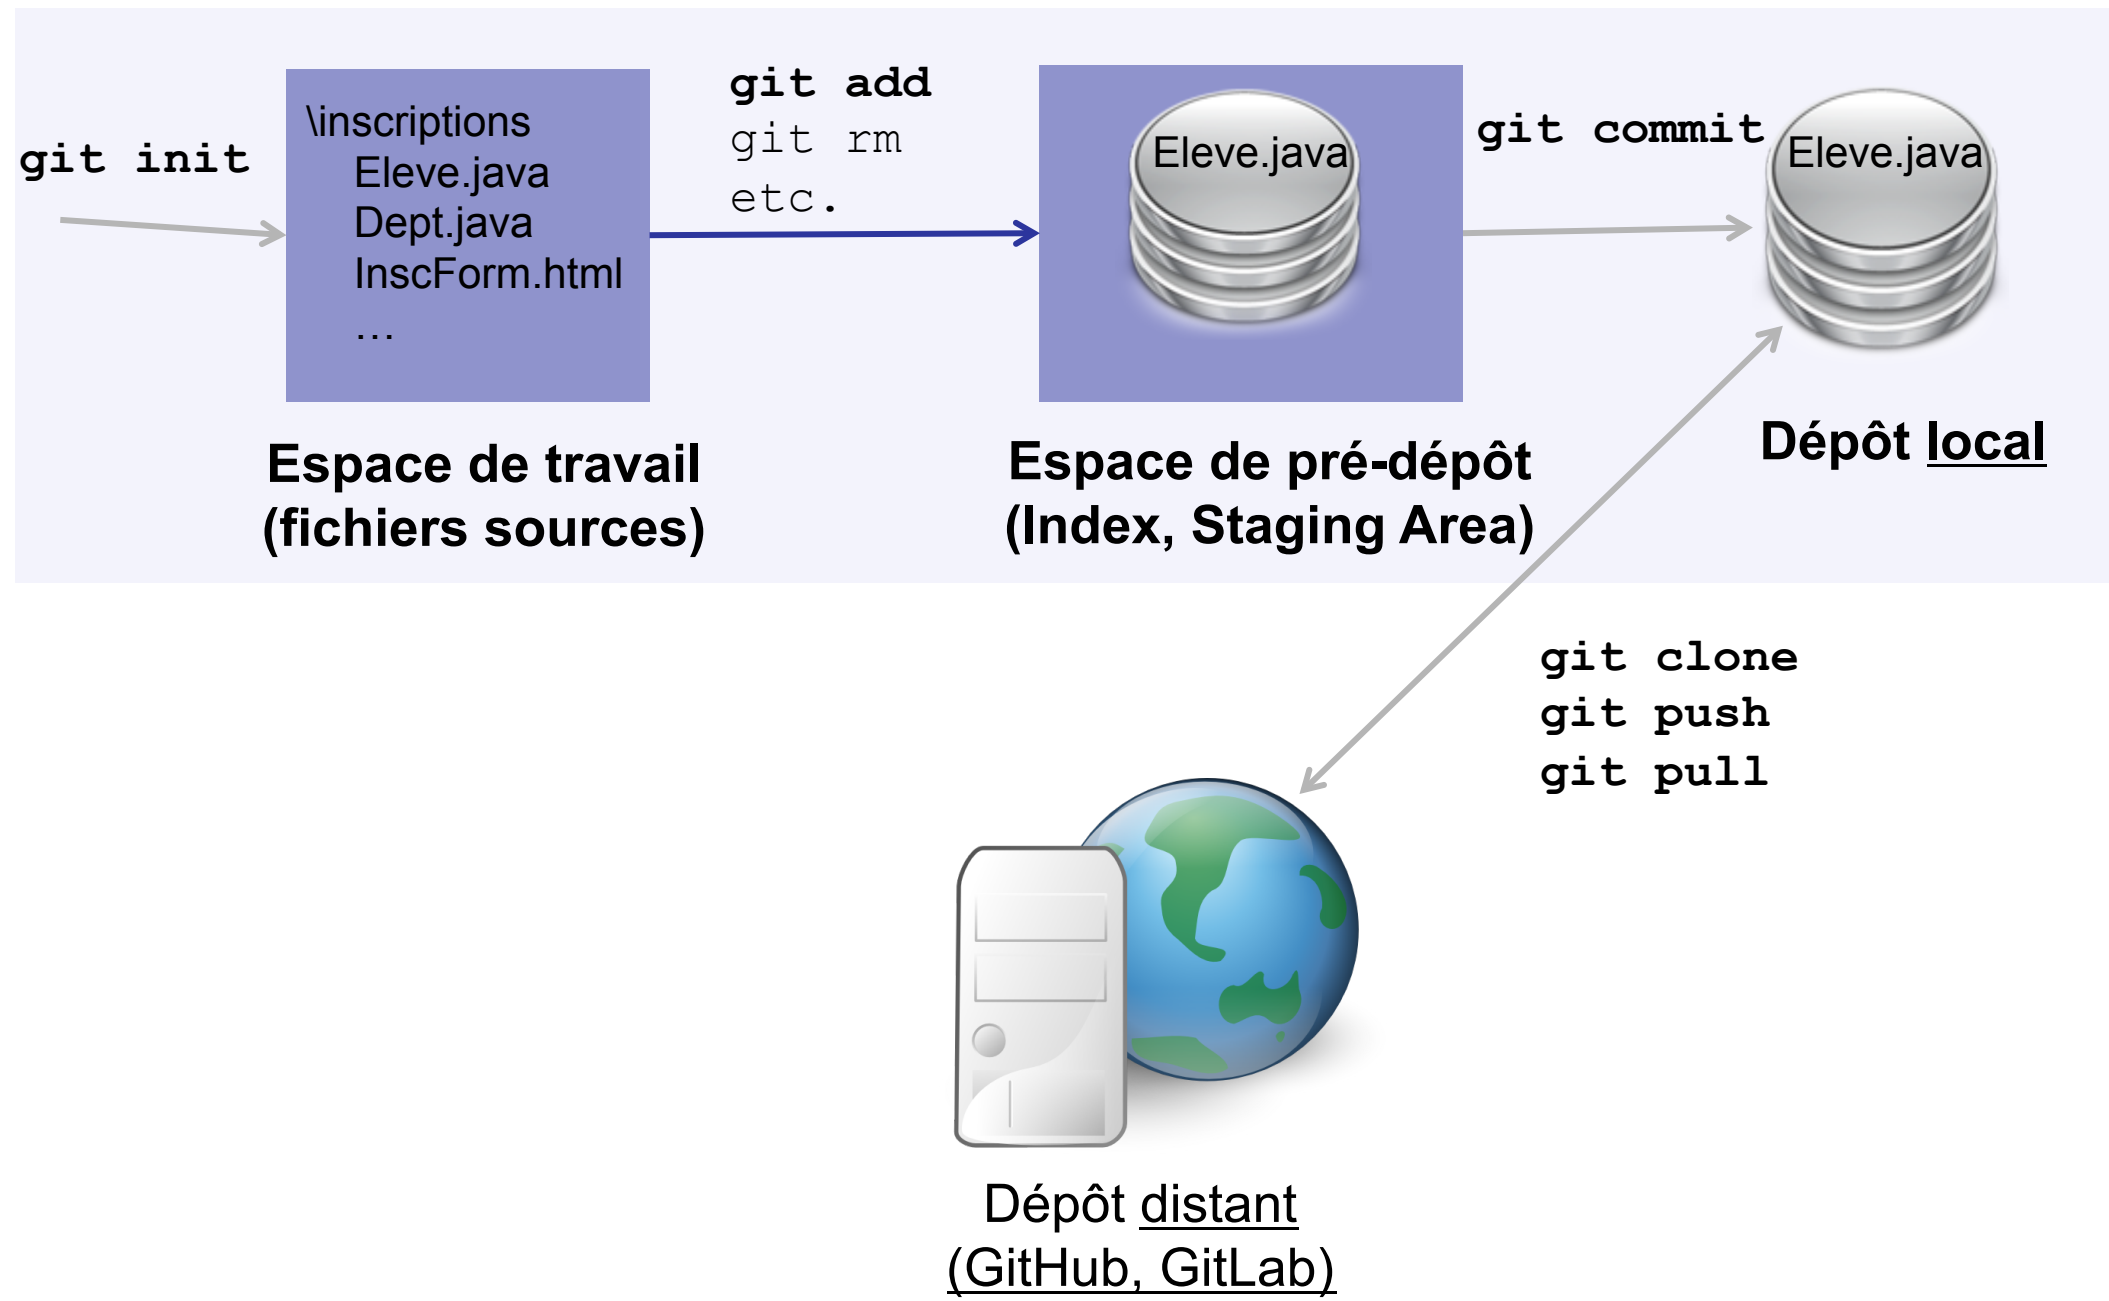 git init
\inscriptions
Eleve.java
Dept.java
InscForm.html
…
Espace de travail
(fichiers sources)
git add
git rm
etc.
Eleve.java
Espace de pré-dépôt
(Index, Staging Area)
git commit
Eleve.java
Dépôt local
git clone
git push
git pull
Dépôt distant
(GitHub, GitLab)